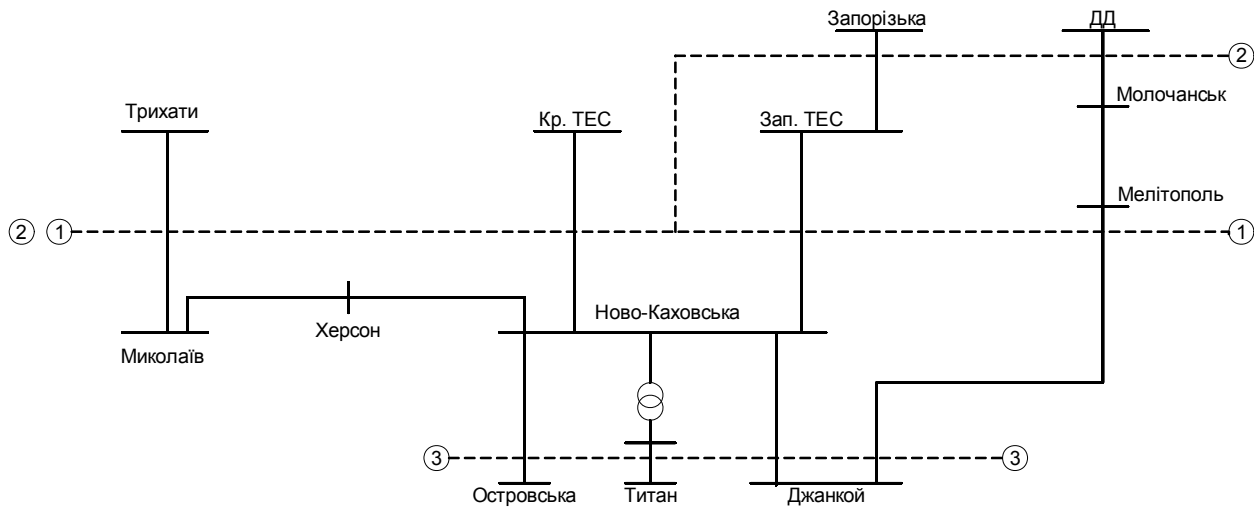 Запорізька
ДД
2
Молочанськ
Трихати
Кр. ТЕС
Зап. ТЕС
Мелітополь
2
1
1
Ново-Каховська
Херсон
Миколаїв
3
3
Островська
Титан
Джанкой